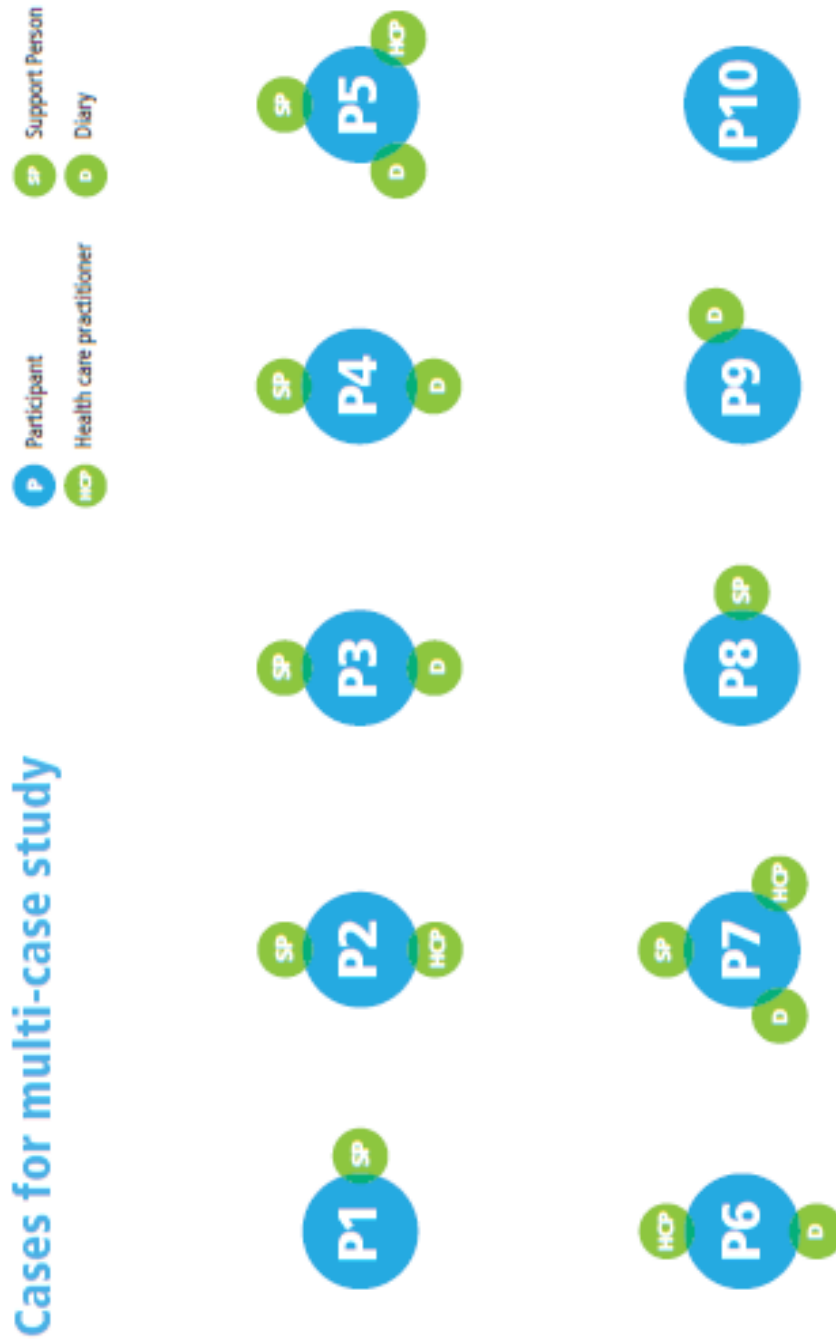 Cases for multi-case study
P Participant
SP Support Person
HCP Health care practitioner
D Diary
P1 SP
SP P2 HCP
SP P3 D
SP P4 D
SP P5 D HCP
HCP P6 D
SP P7 D HCP
P8 SP
P9 D
P10